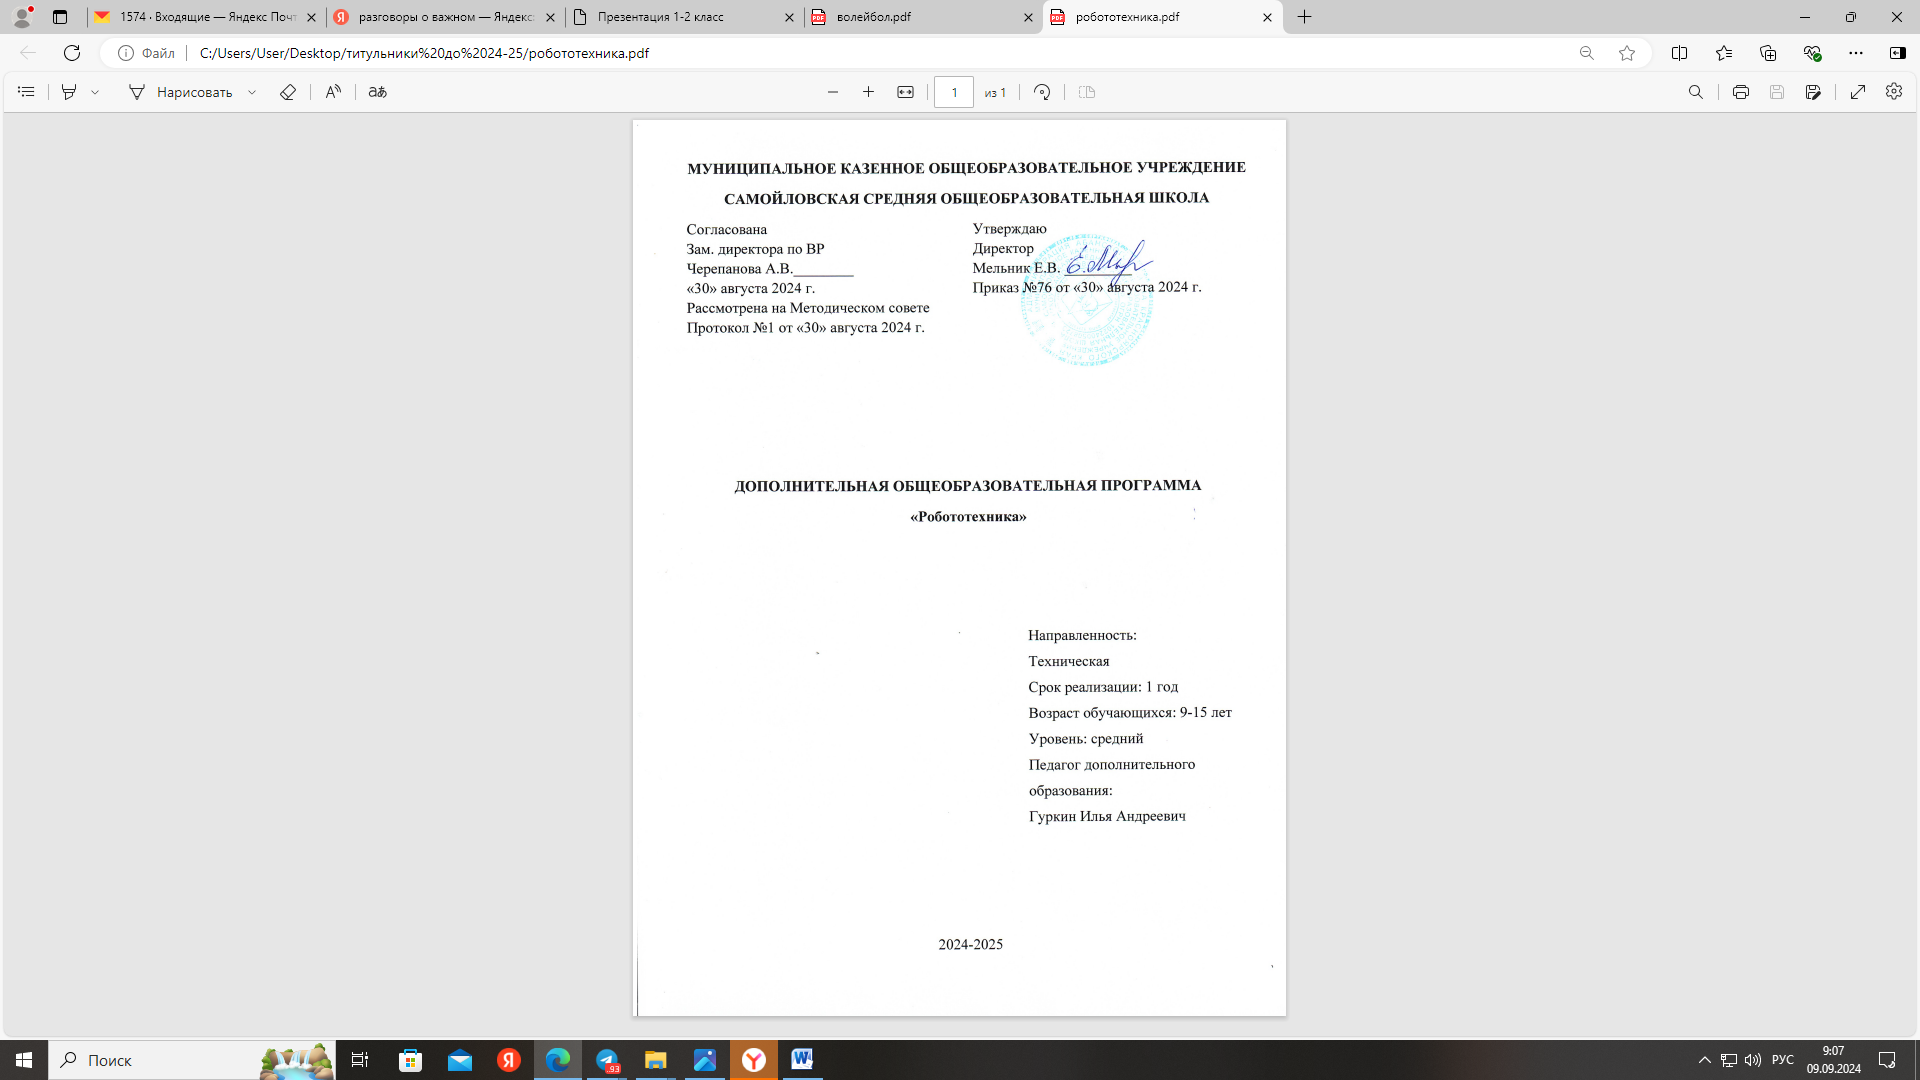 1574 · Входящие — Яндекс Почт
разговоры о важном — Яндекс
Презентация 1-2 класс
волейбол.pdf
робототехника.pdf
Файл
C:/Users/User/Desktop/титульники%20до%2024-25/робототехника.pdf
Нарисовать
1
из 1
МУНИЦИПАЛЬНОЕ КАЗЕННОЕ ОБЩЕОБРАЗОВАТЕЛЬНОЕ УЧРЕЖДЕНИЕ
САМОЙЛОВСКАЯ СРЕДНЯЯ ОБЩЕОБРАЗОВАТЕЛЬНАЯ ШКОЛА
Согласована
Зам. директора по ВР
Черепанова А.В.________
«30» августа 2024 г.
Рассмотрена на Методическом совете
Протокол №1 от «30» августа 2024 г.
Утверждаю
Директор
Мельник Е.В. _________
Приказ №76 от «30» августа 2024 г.
ДОПОЛНИТЕЛЬНАЯ ОБЩЕОБРАЗОВАТЕЛЬНАЯ ПРОГРАММА
«Робототехника»
Направленность:
Техническая
Срок реализации: 1 год
Возраст обучающихся: 9-15 лет
Уровень: средний
Педагог дополнительного
образования:
Гуркин Илья Андреевич
2024-2025
Поиск
РУС
9:07
09.09.2024